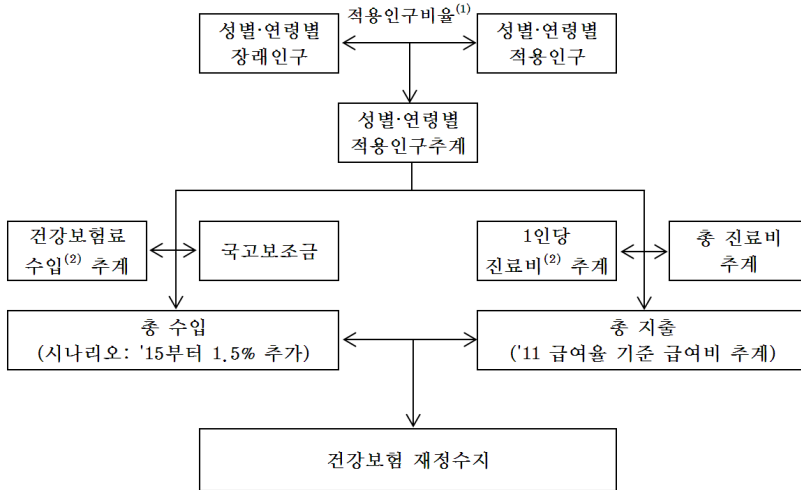 적용인구비율(1)
성별·연령별
장래인구
성별·연령별
적용인구
성별·연령별
적용인구추계
건강보험료
수입(2) 추계
국고보조금
1인당
진료비(2) 추계
총 진료비
추계
총 수입
(시나리오: '15부터 1.5% 추가)
총 지출
('11 급여율 기준 급여비 추계)
건강보험 재정수지